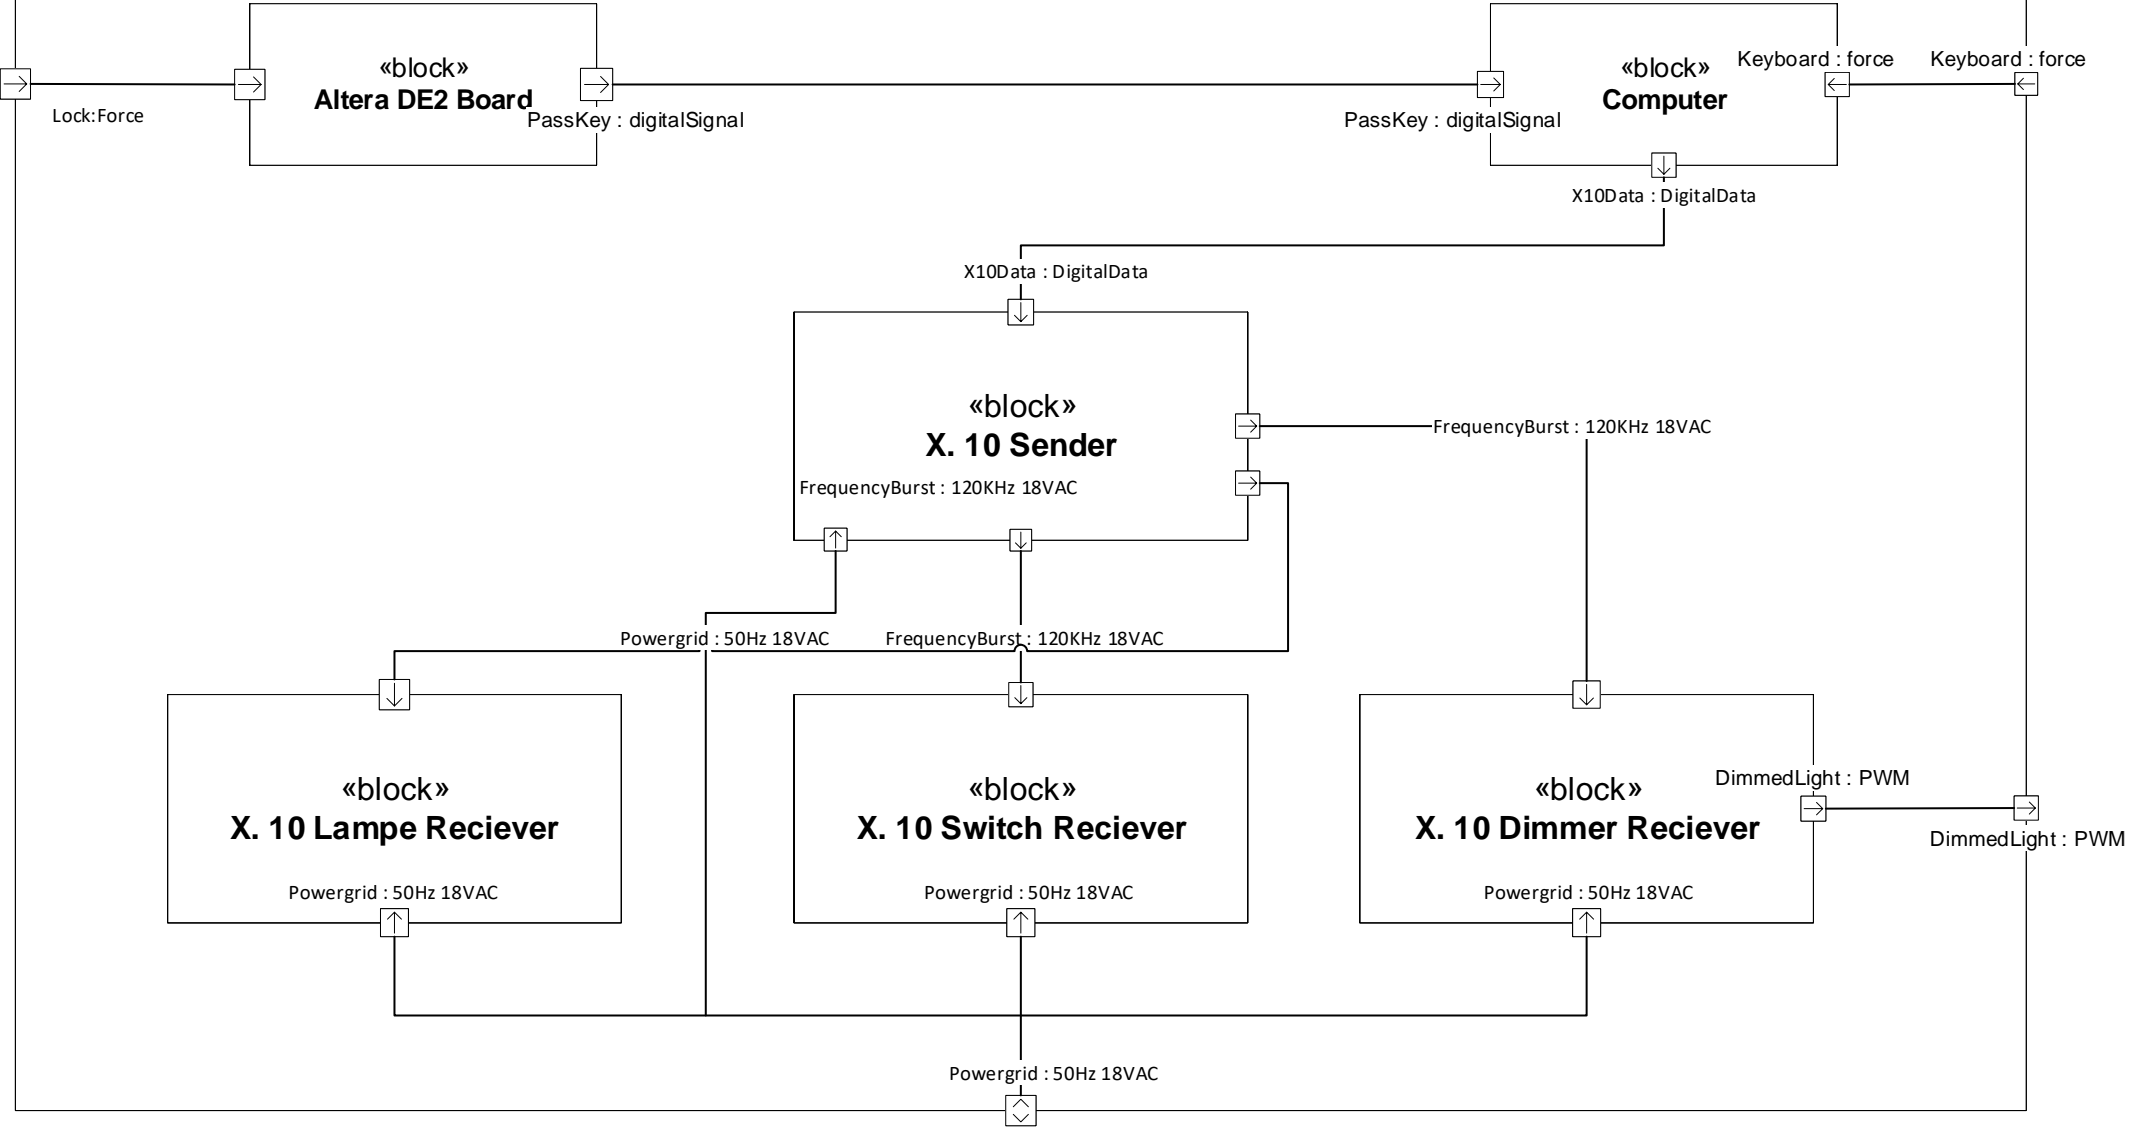 «block»
Altera DE2 Board
Lock:Force
PassKey : digitalSignal
PassKey : digitalSignal
«block»
Computer
Keyboard : force
Keyboard : force
X10Data : DigitalData
X10Data : DigitalData
«block»
X. 10 Sender
FrequencyBurst : 120KHz 18VAC
FrequencyBurst : 120KHz 18VAC
Powergrid : 50Hz 18VAC
FrequencyBurst : 120KHz 18VAC
«block»
X. 10 Lampe Reciever
Powergrid : 50Hz 18VAC
«block»
X. 10 Switch Reciever
Powergrid : 50Hz 18VAC
«block»
X. 10 Dimmer Reciever
Powergrid : 50Hz 18VAC
DimmedLight : PWM
DimmedLight : PWM
Powergrid : 50Hz 18VAC